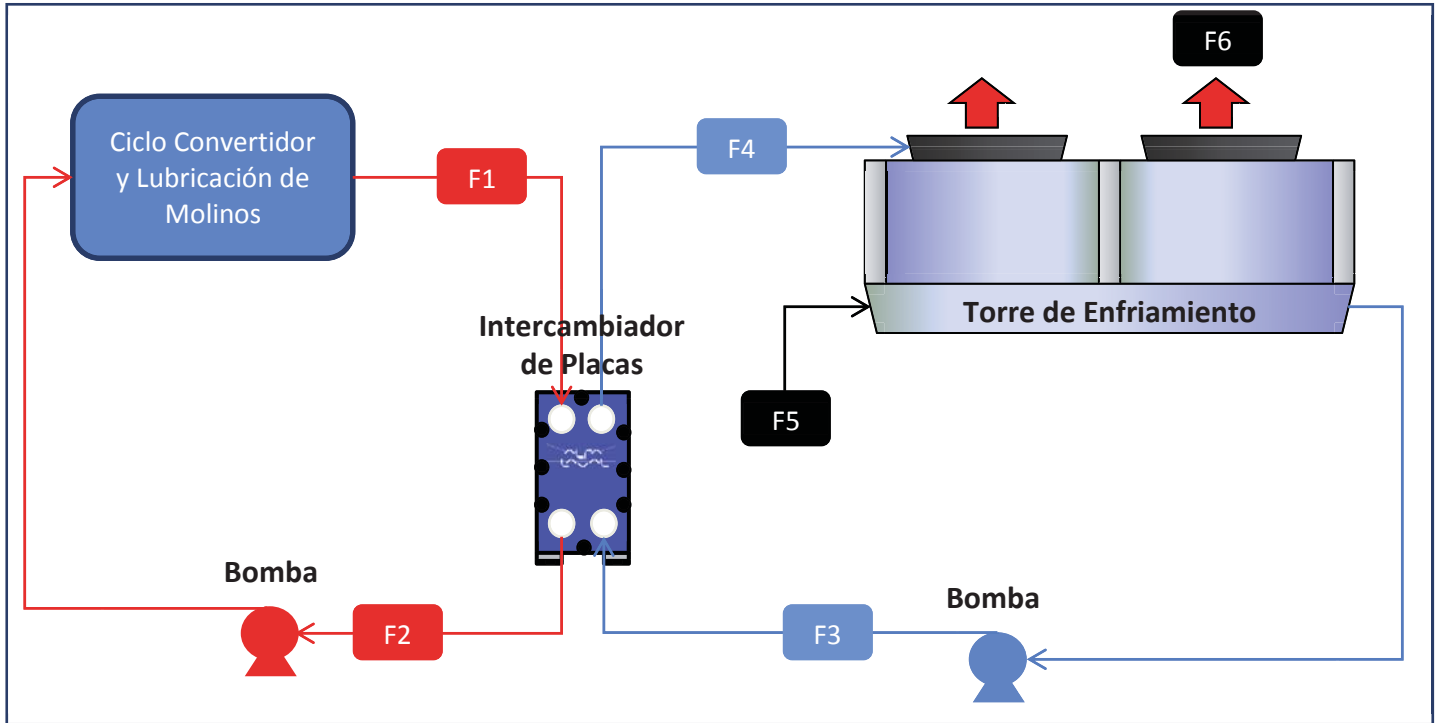 F6
Ciclo Convertidor
y Lubricación de
Molinos
F1
F4
Intercambiador
de Placas
Torre de Enfriamiento
F5
Bomba
F2
F3
Bomba